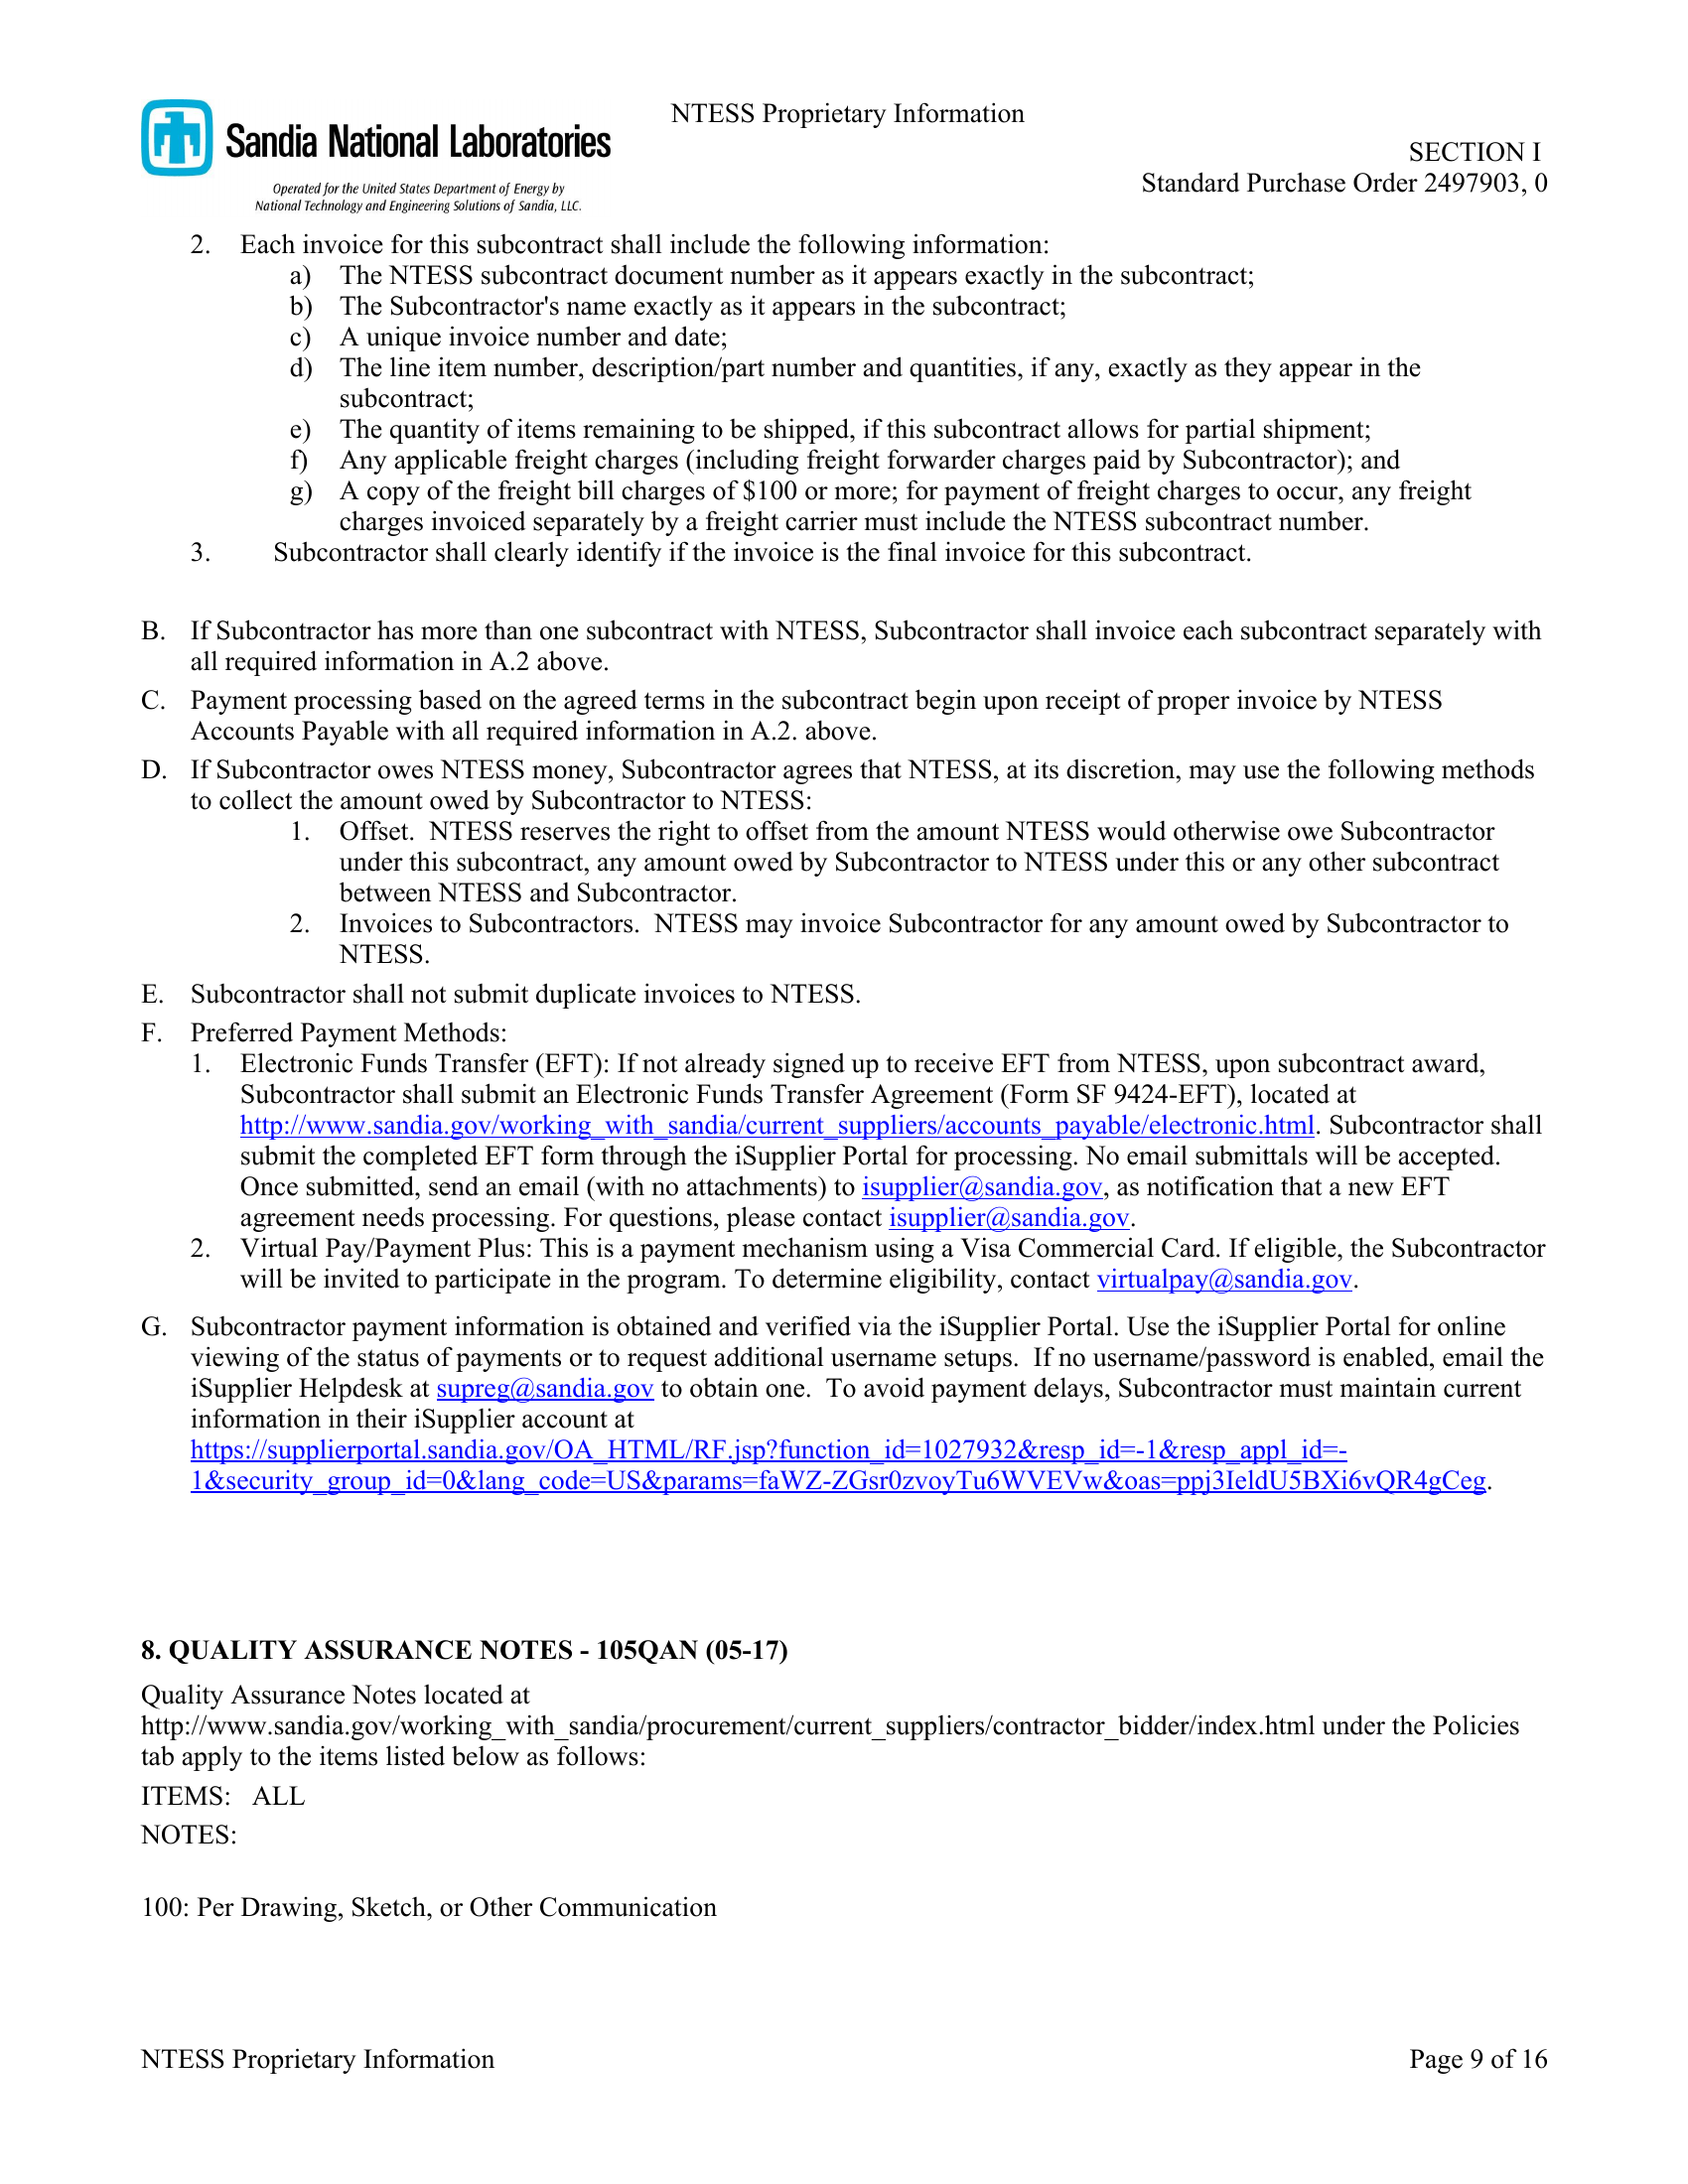 NTESS Proprietary Information
Sandia National Laboratories
Operated for the United States Department of Energy by
National Technology and Engineering Solutions of Sandia, LLC.
SECTION I
Standard Purchase Order 2497903, 0
2. Each invoice for this subcontract shall include the following information:
a) The NTESS subcontract document number as it appears exactly in the subcontract;
b) The Subcontractor's name exactly as it appears in the subcontract;
c) A unique invoice number and date;
d) The line item number, description/part number and quantities, if any, exactly as they appear in the
subcontract;
e) The quantity of items remaining to be shipped, if this subcontract allows for partial shipment;
f) Any applicable freight charges (including freight forwarder charges paid by Subcontractor); and
g) A copy of the freight bill charges of $100 or more; for payment of freight charges to occur, any freight
charges invoiced separately by a freight carrier must include the NTESS subcontract number.
3. Subcontractor shall clearly identify if the invoice is the final invoice for this subcontract.
B. If Subcontractor has more than one subcontract with NTESS, Subcontractor shall invoice each subcontract separately with
all required information in A.2 above.
C. Payment processing based on the agreed terms in the subcontract begin upon receipt of proper invoice by NTESS
Accounts Payable with all required information in A.2. above.
D. If Subcontractor owes NTESS money, Subcontractor agrees that NTESS, at its discretion, may use the following methods
to collect the amount owed by Subcontractor to NTESS:
1. Offset. NTESS reserves the right to offset from the amount NTESS would otherwise owe Subcontractor
under this subcontract, any amount owed by Subcontractor to NTESS under this or any other subcontract
between NTESS and Subcontractor.
2. Invoices to Subcontractors. NTESS may invoice Subcontractor for any amount owed by Subcontractor to
NTESS.
E. Subcontractor shall not submit duplicate invoices to NTESS.
F. Preferred Payment Methods:
1. Electronic Funds Transfer (EFT): If not already signed up to receive EFT from NTESS, upon subcontract award,
Subcontractor shall submit an Electronic Funds Transfer Agreement (Form SF 9424-EFT), located at
http://www.sandia.gov/working_with_sandia/current_suppliers/accounts_payable/electronic.html. Subcontractor shall
submit the completed EFT form through the iSupplier Portal for processing. No email submittals will be accepted.
Once submitted, send an email (with no attachments) to isupplier@sandia.gov, as notification that a new EFT
agreement needs processing. For questions, please contact isupplier@sandia.gov.
2. Virtual Pay/Payment Plus: This is a payment mechanism using a Visa Commercial Card. If eligible, the Subcontractor
will be invited to participate in the program. To determine eligibility, contact virtualpay@sandia.gov.
G. Subcontractor payment information is obtained and verified via the iSupplier Portal. Use the iSupplier Portal for online
viewing of the status of payments or to request additional username setups. If no username/password is enabled, email the
iSupplier Helpdesk at supreg@sandia.gov to obtain one. To avoid payment delays, Subcontractor must maintain current
information in their iSupplier account at
https://supplierportal.sandia.gov/OA_HTML/RF.jsp?function_id=1027932&resp_id=-1&resp_appl_id=-
1&security_group_id=0&lang_code=US&params=faWZ-ZGsr0zvoyTu6WVEVw&oas=ppj3IeldU5BXi6vQR4gCeg.
8. QUALITY ASSURANCE NOTES - 105QAN (05-17)
Quality Assurance Notes located at
http://www.sandia.gov/working_with_sandia/procurement/current_suppliers/contractor_bidder/index.html under the Policies
tab apply to the items listed below as follows:
ITEMS: ALL
NOTES:
100: Per Drawing, Sketch, or Other Communication
NTESS Proprietary Information
Page 9 of 16